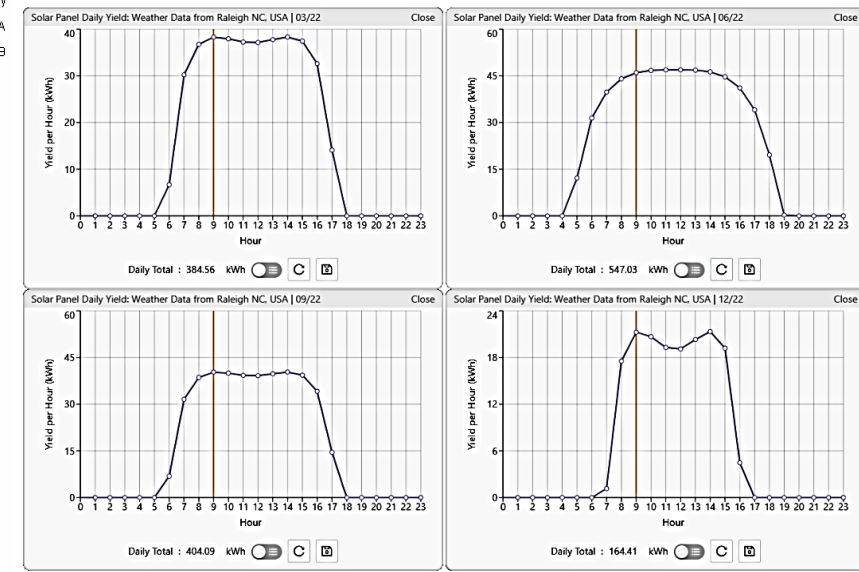 y
A
B
Solar Panel Daily Yield: Weather Data from Raleigh NC, USA | 03/22 Close
40
30
20
10
0
Yield per Hour (kWh)
0 1 2 3 4 5 6 7 8 9 10 11 12 13 14 15 16 17 18 19 20 21 22 23
Hour
Daily Total : 384.56 kWh
Solar Panel Daily Yield: Weather Data from Raleigh NC, USA | 06/22 Close
60
45
30
15
0
Yield per Hour (kWh)
0 1 2 3 4 5 6 7 8 9 10 11 12 13 14 15 16 17 18 19 20 21 22 23
Hour
Daily Total : 547.03 kWh
Solar Panel Daily Yield: Weather Data from Raleigh NC, USA | 09/22 Close
60
45
30
15
0
Yield per Hour (kWh)
0 1 2 3 4 5 6 7 8 9 10 11 12 13 14 15 16 17 18 19 20 21 22 23
Hour
Daily Total : 404.09 kWh
Solar Panel Daily Yield: Weather Data from Raleigh NC, USA | 12/22 Close
24
18
12
6
0
Yield per Hour (kWh)
0 1 2 3 4 5 6 7 8 9 10 11 12 13 14 15 16 17 18 19 20 21 22 23
Hour
Daily Total : 164.41 kWh